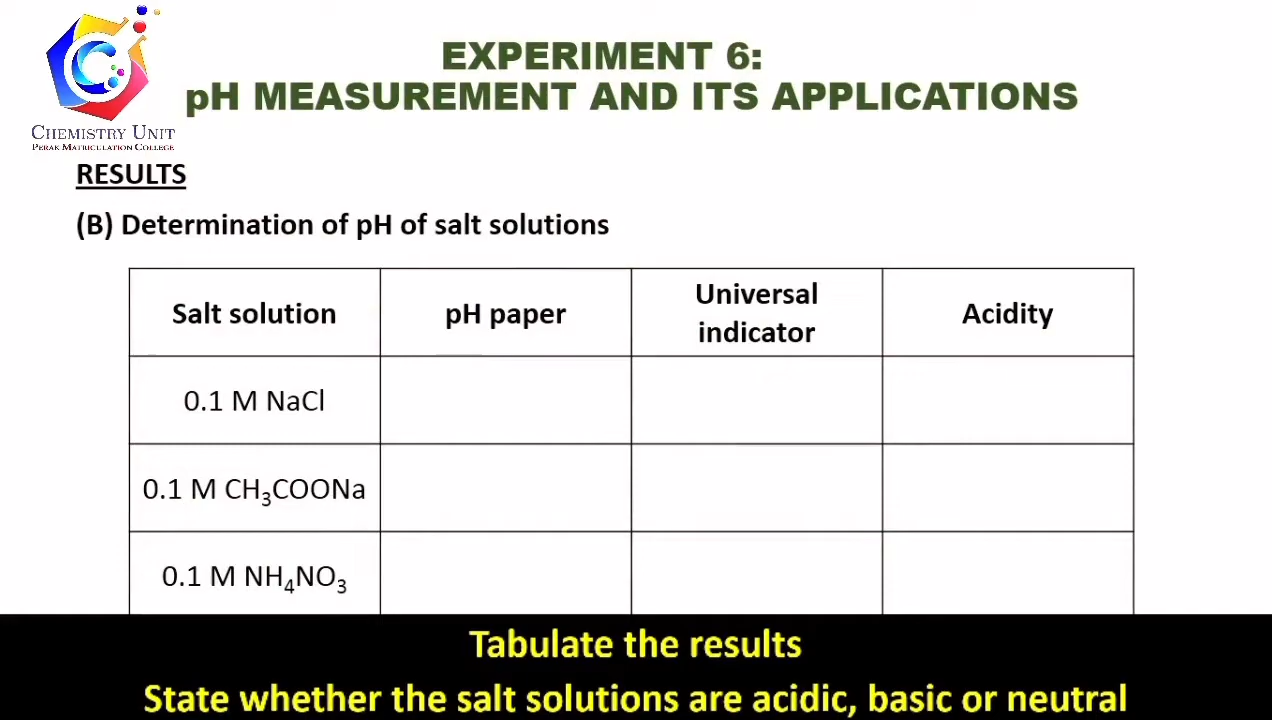 EXPERIMENT 6:
pH MEASUREMENT AND ITS APPLICATIONS
CHEMISTRY UNIT
PERAK MATRICULATION COLLEGE
RESULTS
(B) Determination of pH of salt solutions
Salt solution
pH paper
Universal
indicator
Acidity
0.1 M NaCl
0.1 M CH₃COONa
0.1 M NH₄NO₃
Tabulate the results
State whether the salt solutions are acidic, basic or neutral